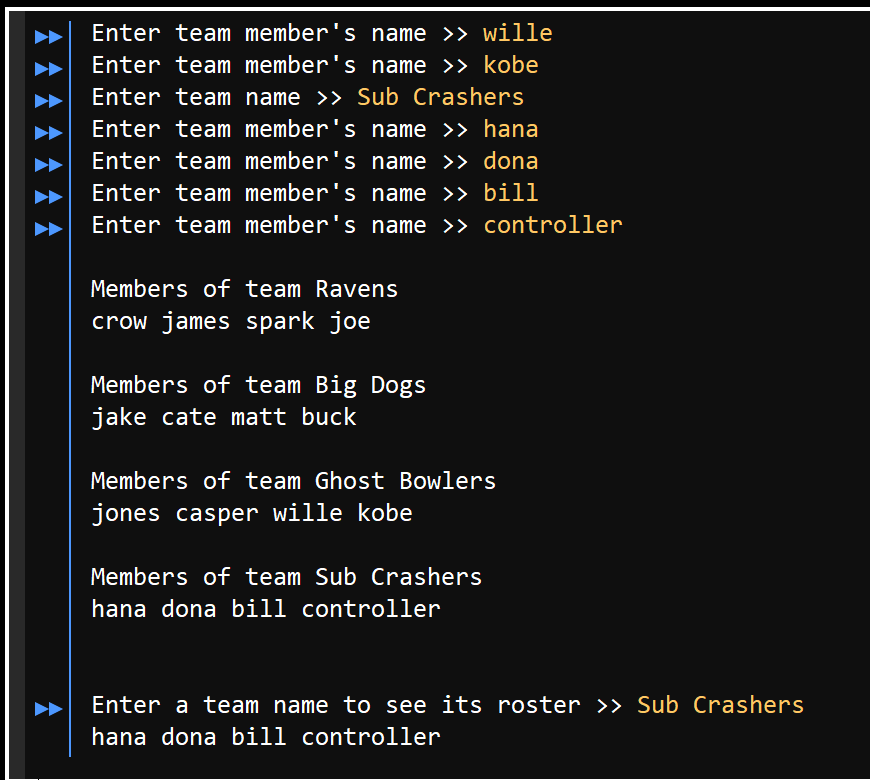 Enter team member's name >> wille
Enter team member's name >> kobe
Enter team name >> Sub Crashers
Enter team member's name >> hana
Enter team member's name >> dona
Enter team member's name >> bill
Enter team member's name >> controller
Members of team Ravens
crow james spark joe
Members of team Big Dogs
jake cate matt buck
Members of team Ghost Bowlers
jones casper wille kobe
Members of team Sub Crashers
hana dona bill controller
Enter a team name to see its roster >> Sub Crashers
hana dona bill controller